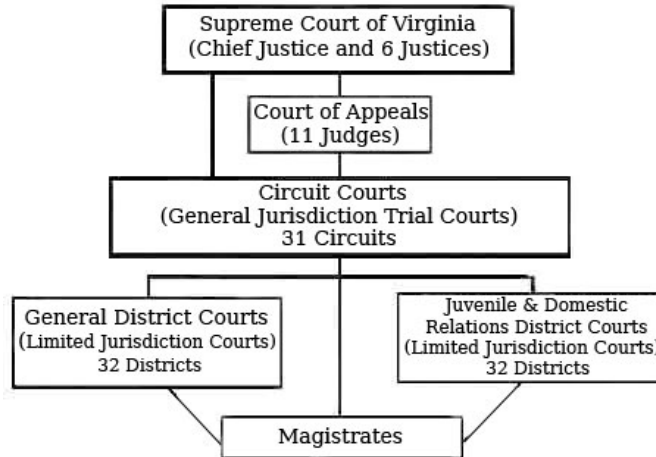 Supreme Court of Virginia
(Chief Justice and 6 Justices)
Court of Appeals
(11 Judges)
Circuit Courts
(General Jurisdiction Trial Courts)
31 Circuits
General District Courts
(Limited Jurisdiction Courts)
32 Districts
Juvenile & Domestic
Relations District Courts
(Limited Jurisdiction Courts)
32 Districts
Magistrates